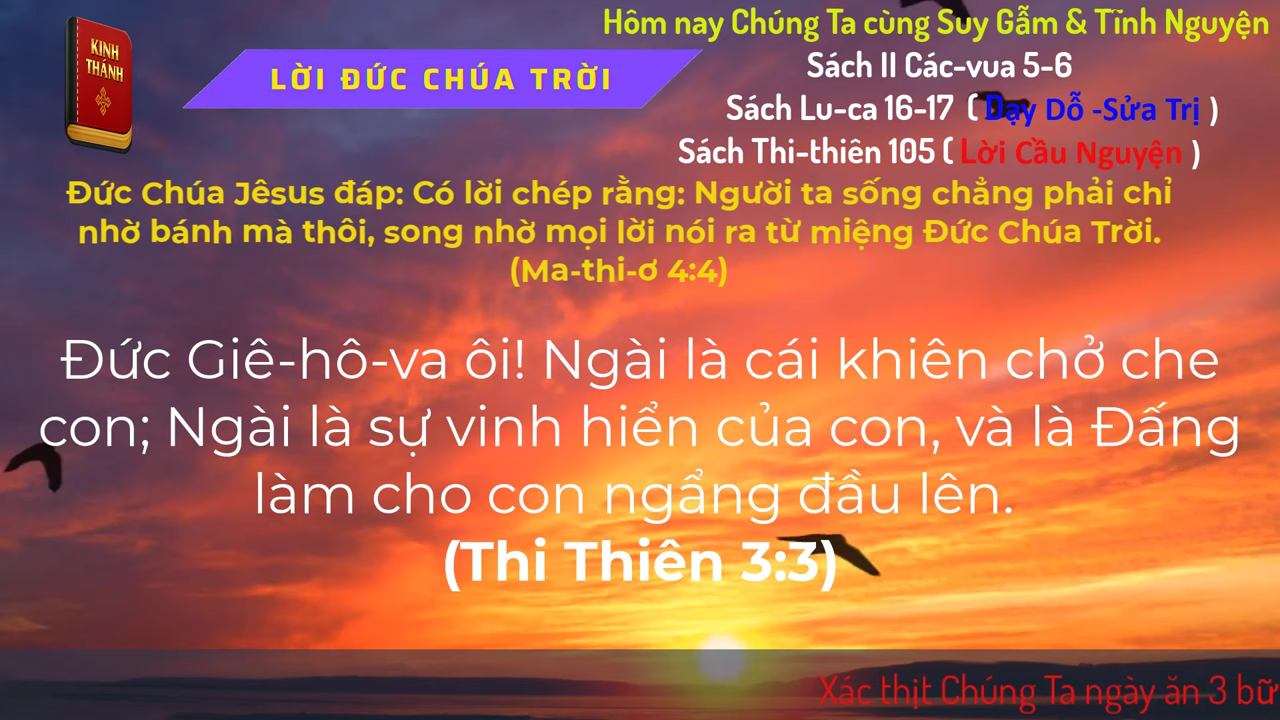 KINH
THÁNH
LỜI ĐỨC CHÚA TRỜI
Hôm nay Chúng Ta cùng Suy Gẫm & Tĩnh Nguyện
Sách II Các-vua 5-6
Sách Lu-ca 16-17 ( Dạy Dỗ -Sửa Trị )
Sách Thi-thiên 105 ( Lời Cầu Nguyện )
Đức Chúa Jêsus đáp: Có lời chép rằng: Người ta sống chẳng phải chỉ
nhờ bánh mà thôi, song nhờ mọi lời nói ra từ miệng Đức Chúa Trời.
(Ma-thi-ơ 4:4)
Đức Giê-hô-va ôi! Ngài là cái khiên chở che
con; Ngài là sự vinh hiển của con, và là Đấng
làm cho con ngẩng đầu lên.
(Thi Thiên 3:3)
Xác thịt Chúng Ta ngày ăn 3 bữ